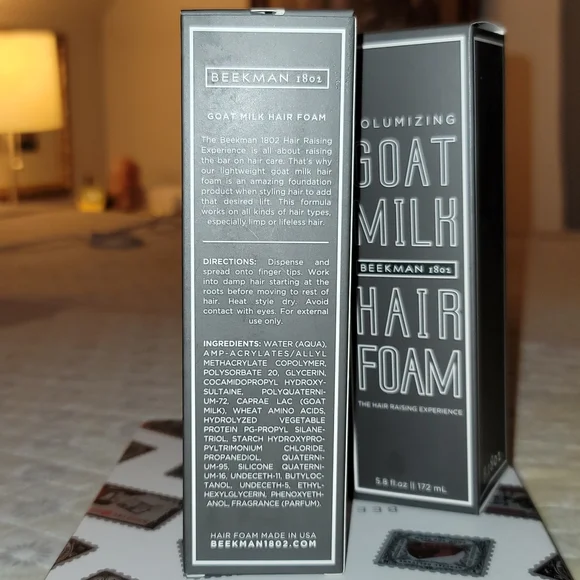 BEEKMAN 1802
GOAT MILK HAIR FOAM
The Beekman 1802 Hair Raising
Experience is all about raising
the bar on hair care. That's why
our lightweight goat milk hair
foam is an amazing foundation
product when styling hair to add
that desired lift. This formula
works on all kinds of hair types,
especially limp or lifeless hair.
DIRECTIONS: Dispense and
spread onto finger tips. Work
into damp hair starting at the
roots before moving to rest of
hair. Heat style dry. Avoid
contact with eyes. For external
use only.
INGREDIENTS: WATER (AQUA),
AMP-ACRYLATES/ALLYL
METHACRYLATE COPOLYMER,
POLYSORBATE 20, GLYCERIN,
COCAMIDOPROPYL HYDROXY-
SULTAINE, POLYQUATERNI-
UM-72, CAPRAE LAC (GOAT
MILK), WHEAT AMINO ACIDS,
HYDROLYZED VEGETABLE
PROTEIN PG-PROPYL SILANE-
TRIOL, STARCH HYDROXYPRO-
PYLTRIMONIUM CHLORIDE,
PROPANEDIOL, QUATERNI-
UM-95, SILICONE QUATERNI-
UM-16, UNDECETH-11, BUTYLOC-
TANOL, UNDECETH-5, ETHYL-
HEXYLGLYCERIN, PHENOXYETH-
ANOL, FRAGRANCE (PARFUM).
HAIR FOAM MADE IN USA
BEEKMAN1802.COM
OLUMIZING
GOAT
MILK
BEEKMAN 1802
HAIR
FOAM
THE HAIR RAISING EXPERIENCE
5.8 fl.oz || 172 mL